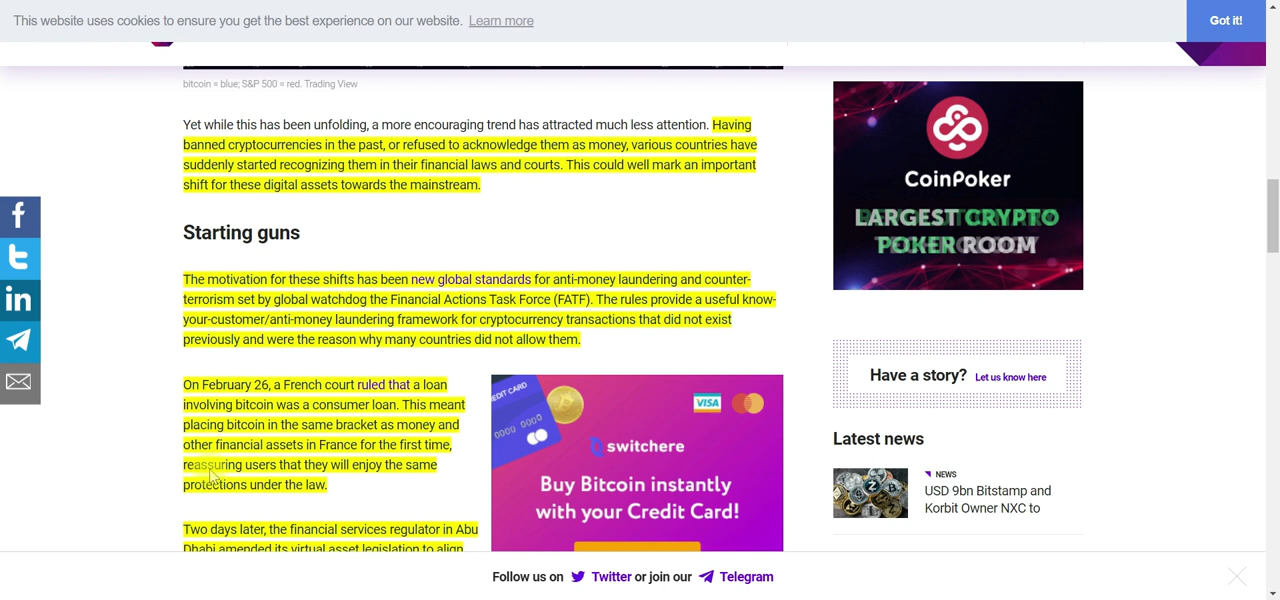 This website uses cookies to ensure you get the best experience on our website. Learn more
Got it!
bitcoin = blue; S&P 500 = red. Trading View
Yet while this has been unfolding, a more encouraging trend has attracted much less attention. Having
banned cryptocurrencies in the past, or refused to acknowledge them as money, various countries have
suddenly started recognizing them in their financial laws and courts. This could well mark an important
shift for these digital assets towards the mainstream.
Starting guns
The motivation for these shifts has been new global standards for anti-money laundering and counter-
terrorism set by global watchdog the Financial Actions Task Force (FATF). The rules provide a useful know-
your-customer/anti-money laundering framework for cryptocurrency transactions that did not exist
previously and were the reason why many countries did not allow them.
On February 26, a French court ruled that a loan
involving bitcoin was a consumer loan. This meant
placing bitcoin in the same bracket as money and
other financial assets in France for the first time,
reassuring users that they will enjoy the same
protections under the law.
Two days later, the financial services regulator in Abu
Dhabi amended its virtual asset legislation to align
CREDIT CARD
0000 0000
VISA
switchere
Buy Bitcoin instantly
with your Credit Card!
CoinPoker
LARGEST CRYPTO
POKER ROOM
Have a story? Let us know here
Latest news
NEWS
USD 9bn Bitstamp and
Korbit Owner NXC to
Follow us on Twitter or join our Telegram